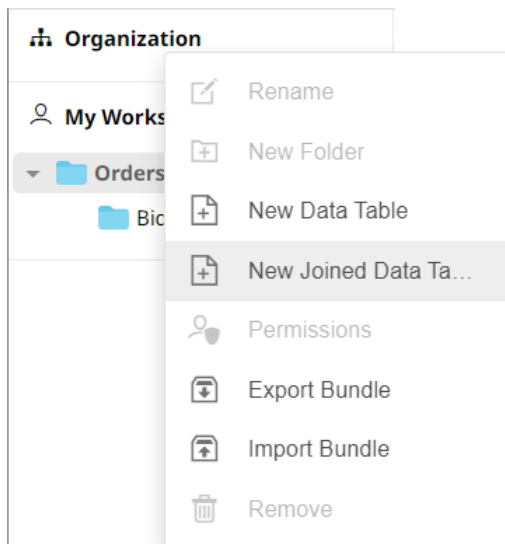 Organization
My Works
Orders
Bic
Rename
New Folder
New Data Table
New Joined Data Ta...
Permissions
Export Bundle
Import Bundle
Remove